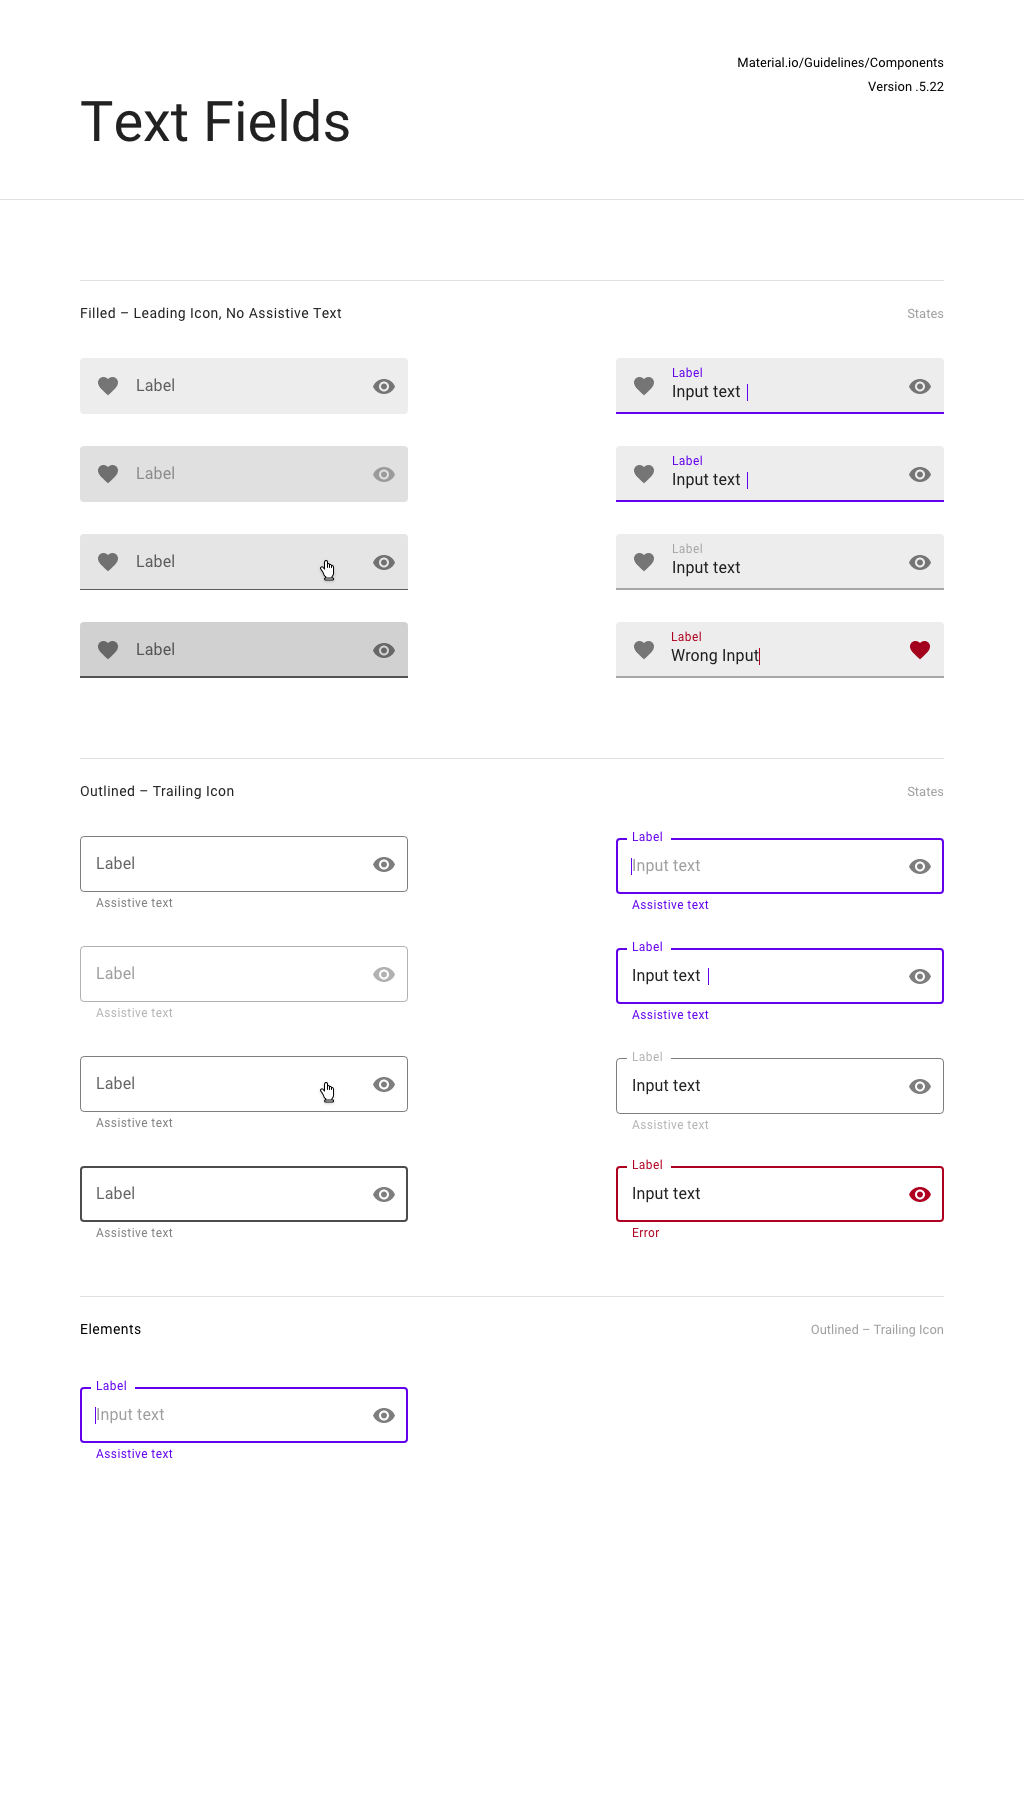 Material.io/Guidelines/Components
Version .5.22
Text Fields
Filled – Leading Icon, No Assistive Text
States
Label
Label
Input text
Label
Label
Input text
Label
Label
Input text
Label
Label
Wrong Input
Outlined – Trailing Icon
States
Label
Assistive text
Label
Input text
Assistive text
Label
Assistive text
Label
Input text
Assistive text
Label
Assistive text
Label
Input text
Assistive text
Label
Assistive text
Label
Input text
Error
Elements
Outlined – Trailing Icon
Label
Input text
Assistive text